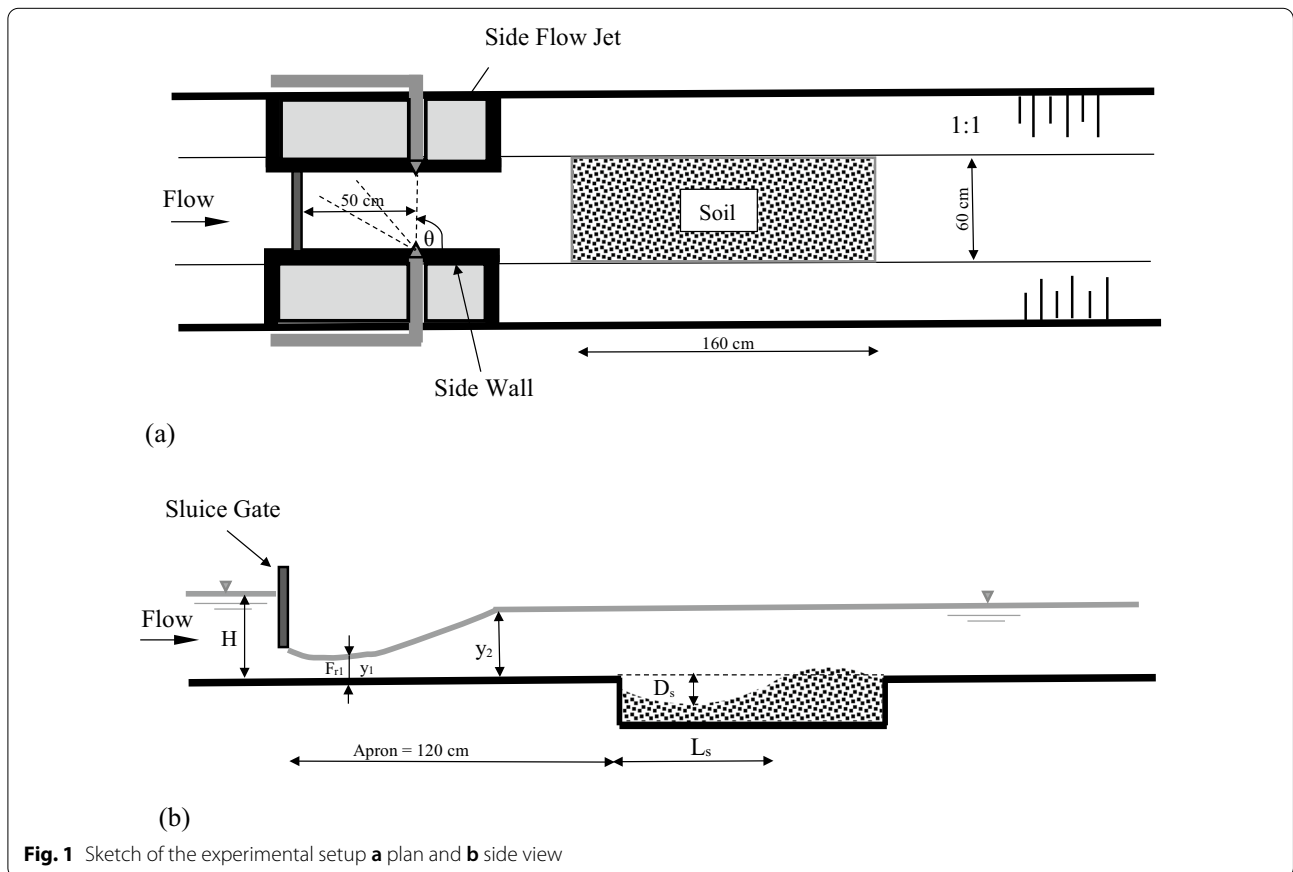 Side Flow Jet
1:1
Flow
50 cm
θ
Soil
60 cm
160 cm
Side Wall
(a)
Sluice Gate
Flow
H
Fr1
y1
y2
Ds
Apron = 120 cm
Ls
(b)
Fig. 1 Sketch of the experimental setup a plan and b side view